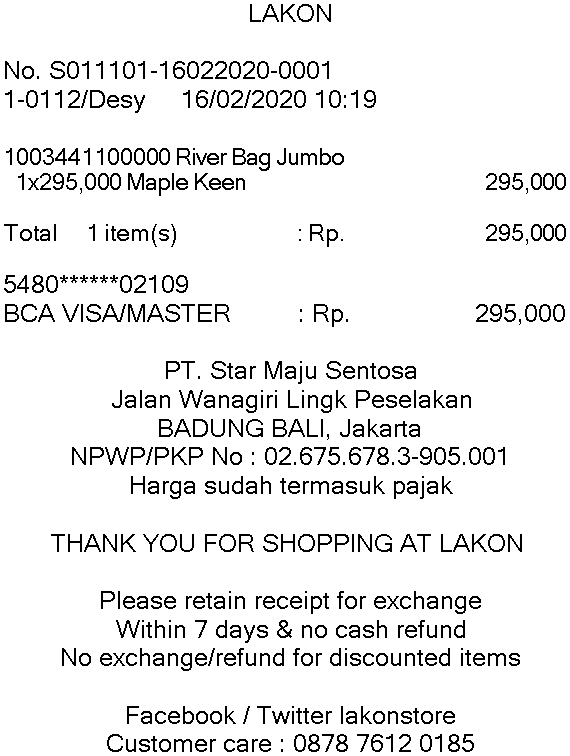 LAKON
No. S011101-16022020-0001
1-0112/Desy 16/02/2020 10:19
1003441100000 River Bag Jumbo
1x295,000 Maple Keen 295,000
Total 1 item(s) : Rp. 295,000
5480******02109
BCA VISA/MASTER : Rp. 295,000
PT. Star Maju Sentosa
Jalan Wanagiri Lingk Peselakan
BADUNG BALI, Jakarta
NPWP/PKP No : 02.675.678.3-905.001
Harga sudah termasuk pajak
THANK YOU FOR SHOPPING AT LAKON
Please retain receipt for exchange
Within 7 days & no cash refund
No exchange/refund for discounted items
Facebook / Twitter lakonstore
Customer care : 0878 7612 0185